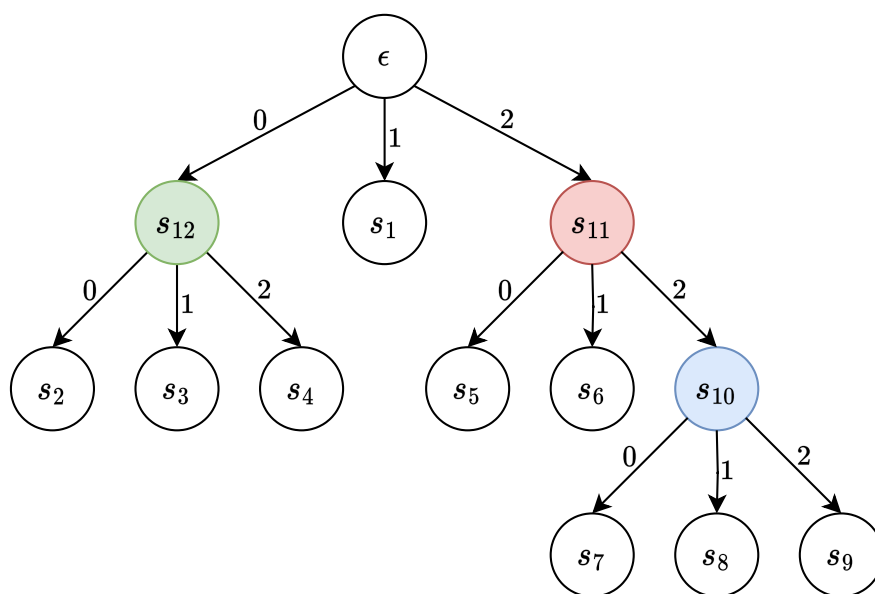 ϵ
0 1 2
s₁₂ s₁ s₁₁
0 1 2 0 1 2
s₂ s₃ s₄ s₅ s₆ s₁₀
0 1 2
s₇ s₈ s₉